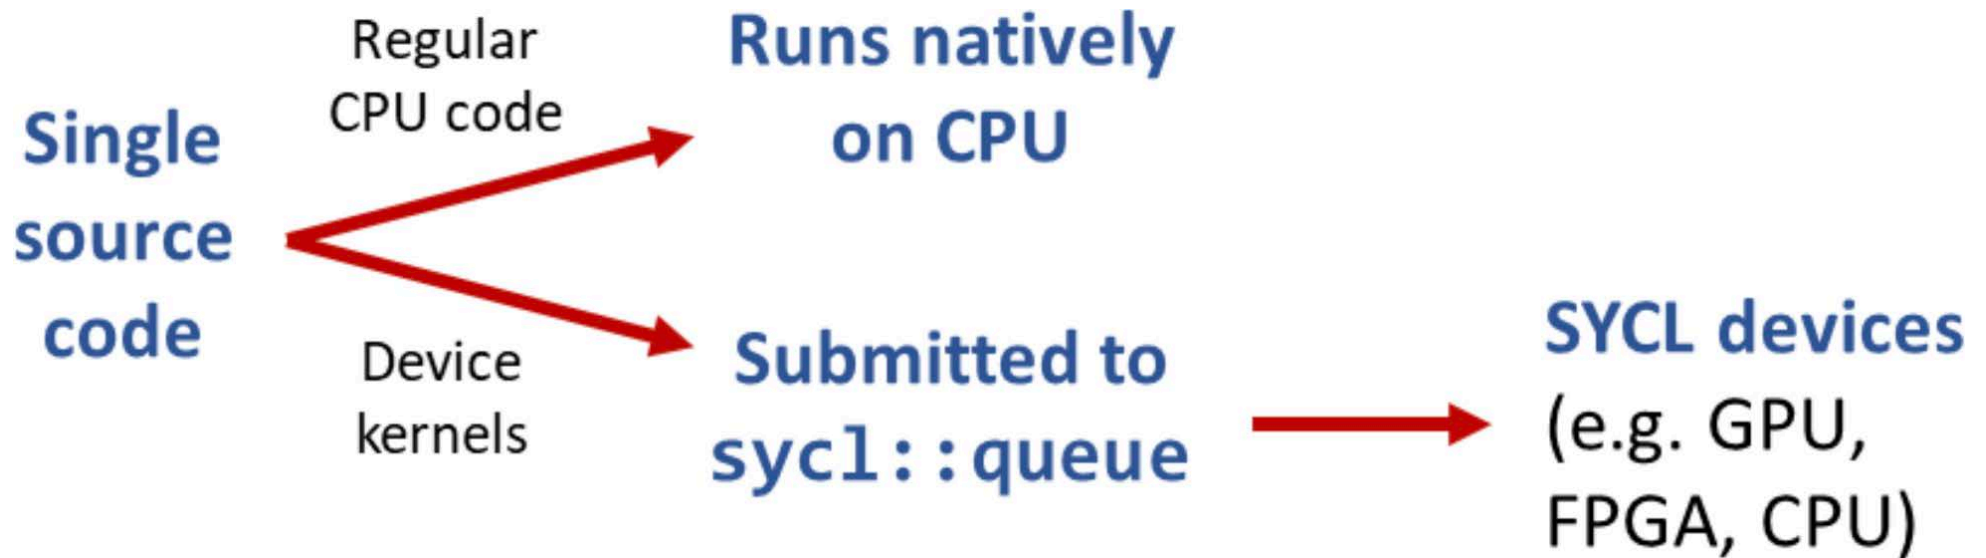 Single
source
code
Regular
CPU code
Runs natively
on CPU
Device
kernels
Submitted to
sycl::queue
SYCL devices
(e.g. GPU,
FPGA, CPU)